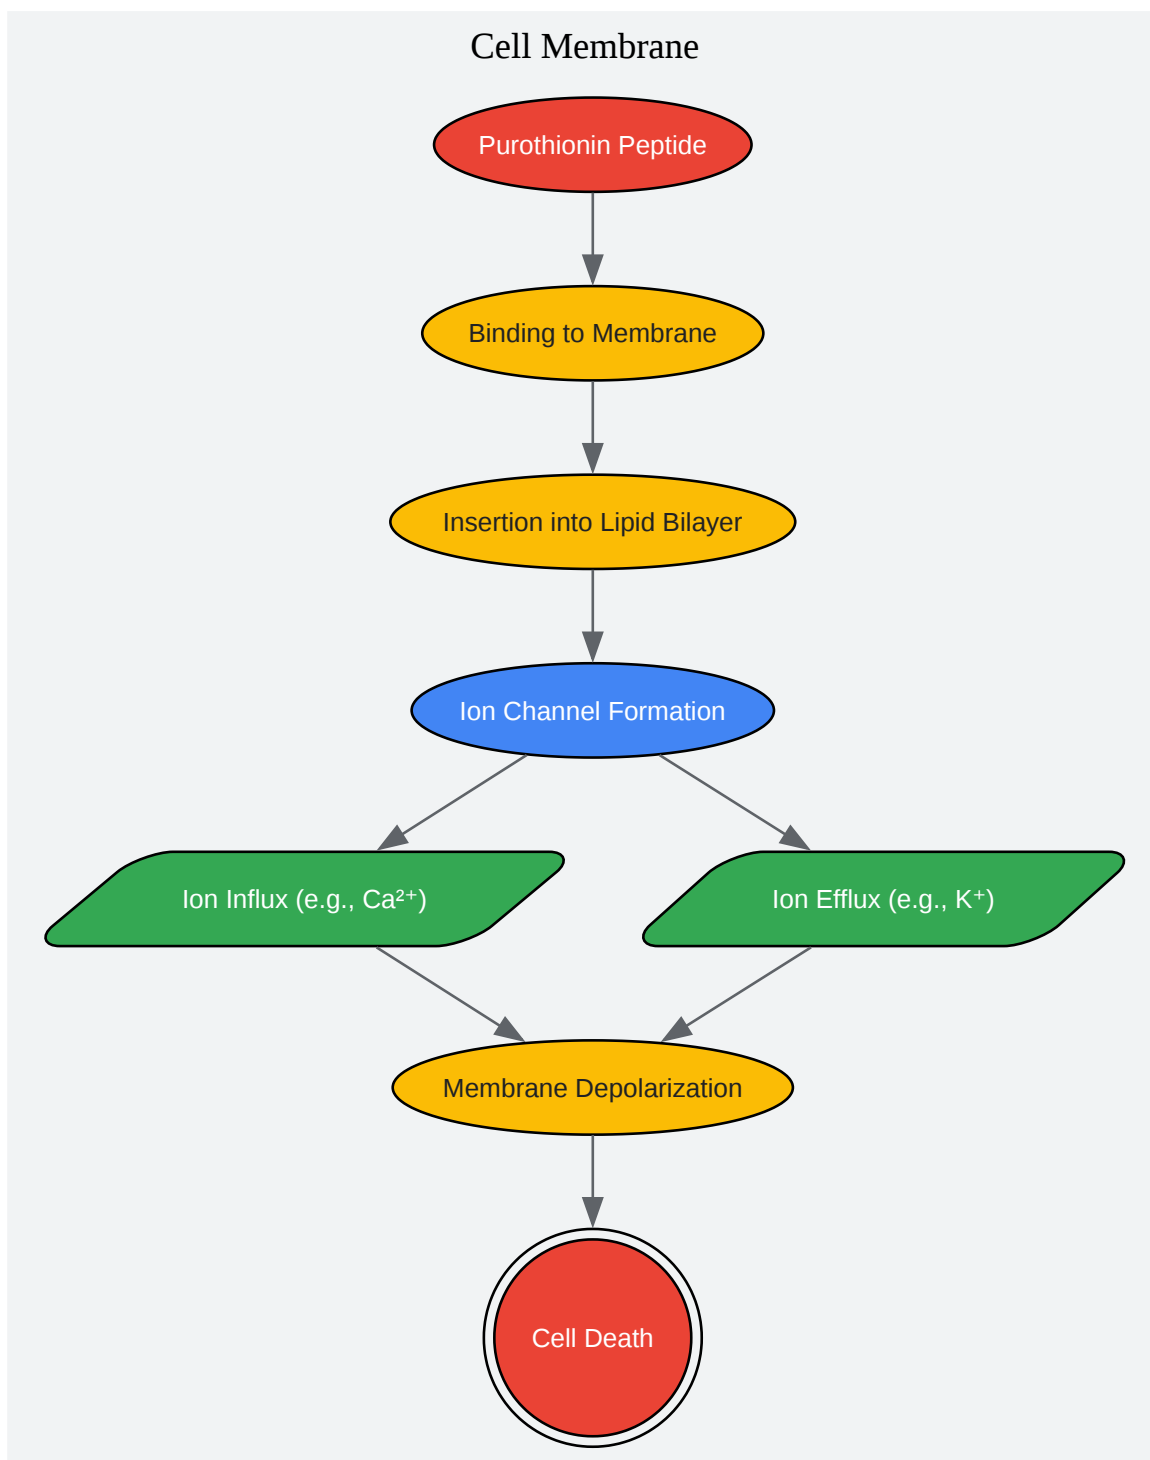 Cell Membrane
Purothionin Peptide
Binding to Membrane
Insertion into Lipid Bilayer
Ion Channel Formation
Ion Influx (e.g., Ca²⁺)
Ion Efflux (e.g., K⁺)
Membrane Depolarization
Cell Death